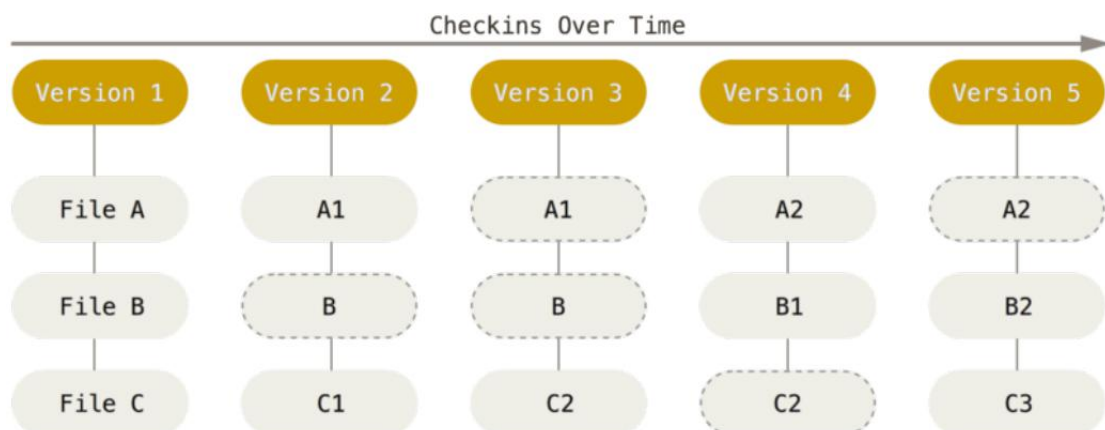 Checkins Over Time
Version 1 Version 2 Version 3 Version 4 Version 5
File A A1 A1 A2 A2
File B B B B1 B2
File C C1 C2 C2 C3